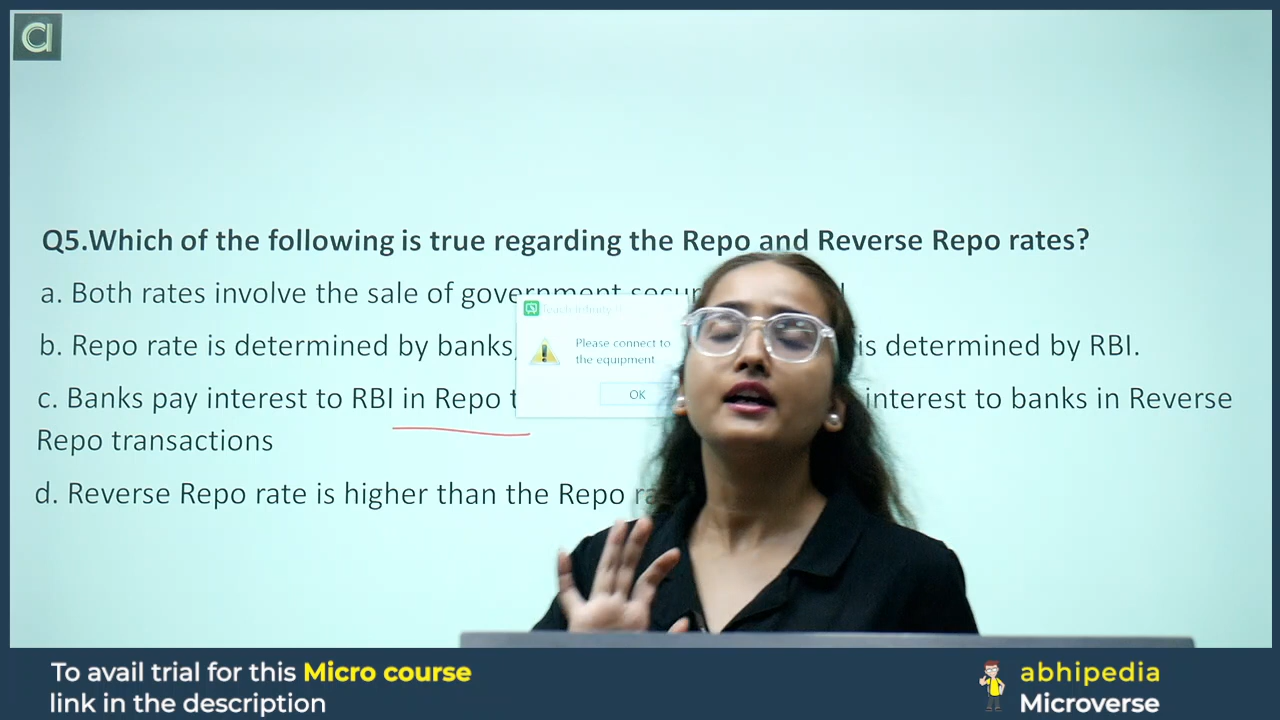 Q5.Which of the following is true regarding the Repo and Reverse Repo rates?
a. Both rates involve the sale of government
b. Repo rate is determined by banks, is determined by RBI.
c. Banks pay interest to RBI in Repo interest to banks in Reverse
Repo transactions
d. Reverse Repo rate is higher than the Repo
Please connect to
the equipment
OK
To avail trial for this Micro course
link in the description
abhipedia
Microverse